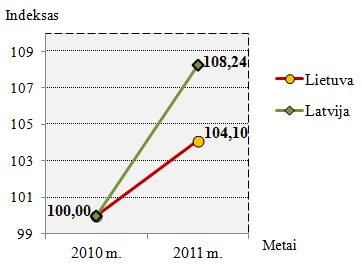 Indeksas
109
107
105
103
101
99
108,24
104,10
100,00
2010 m.
2011 m.
Metai
Lietuva
Latvija